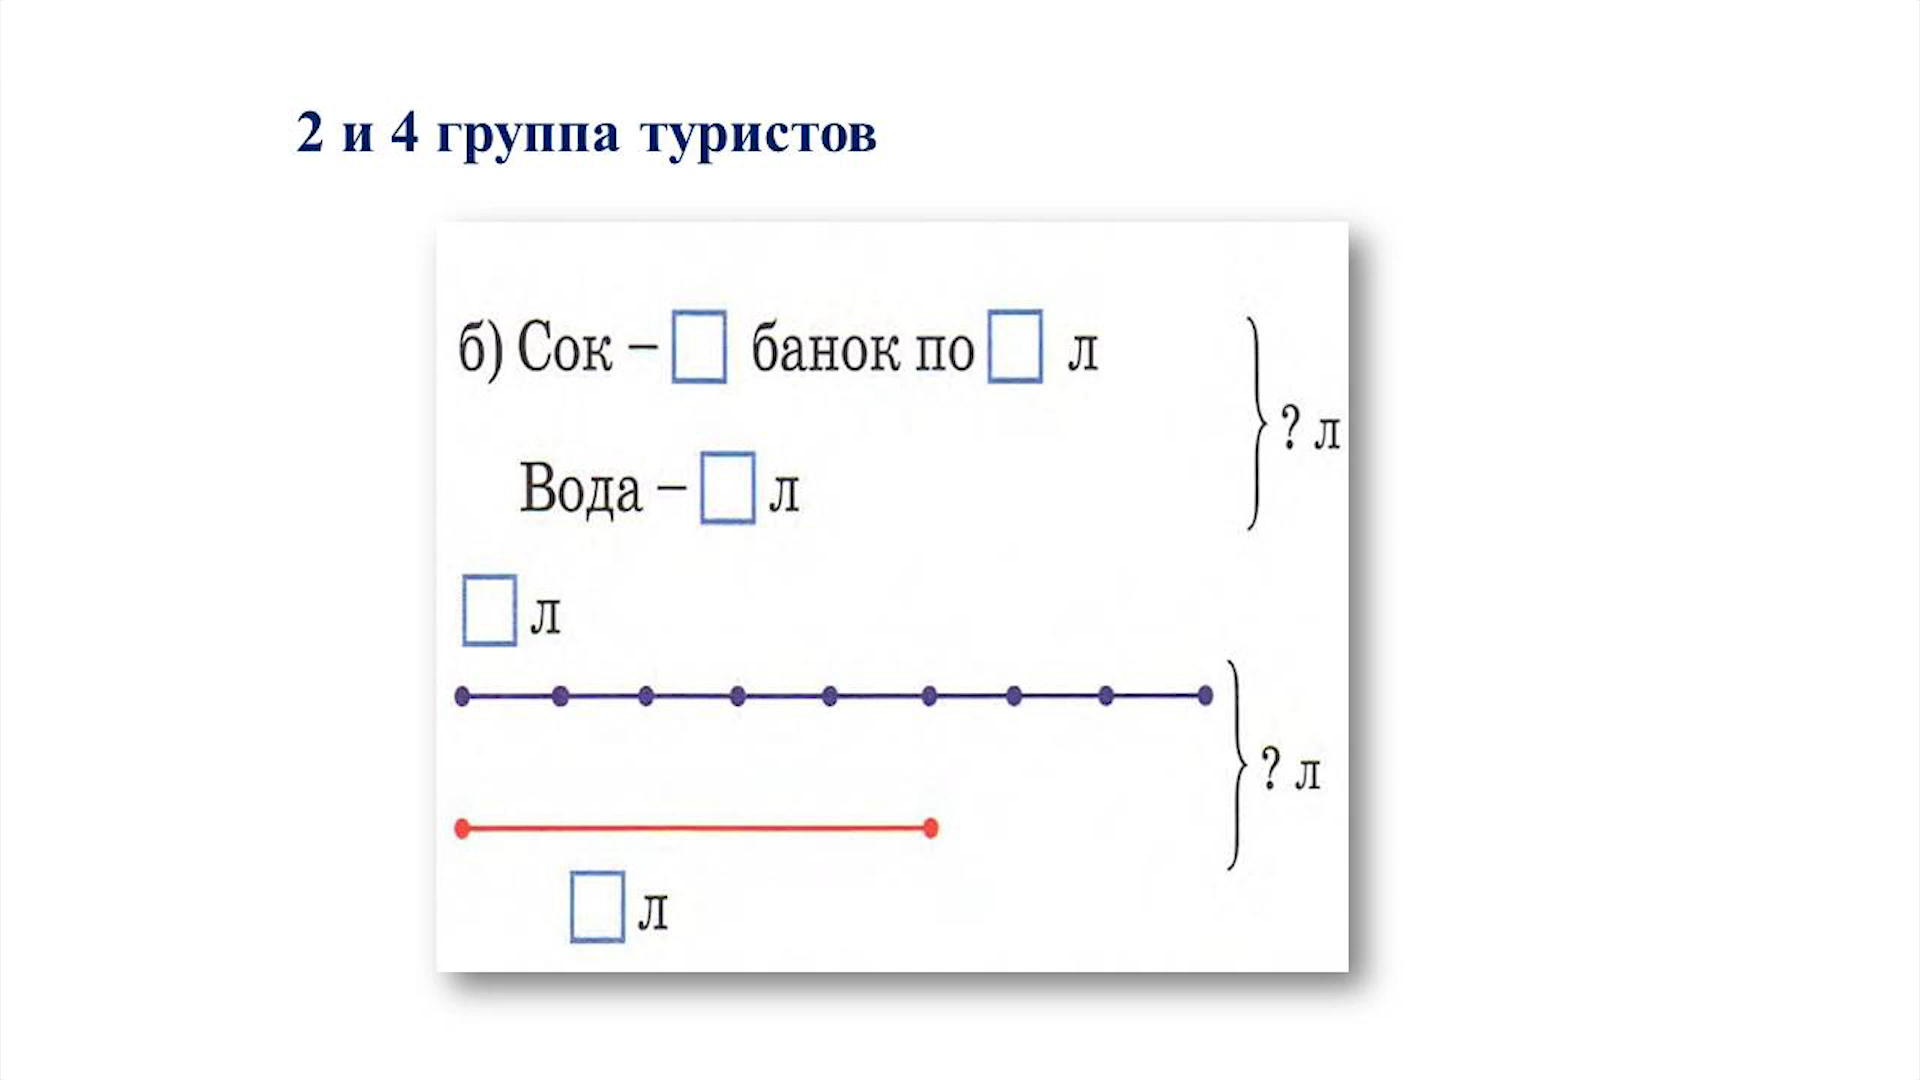 2 и 4 группа туристов
б) Сок – банок по л
? л
Вода – л
л
? л
л